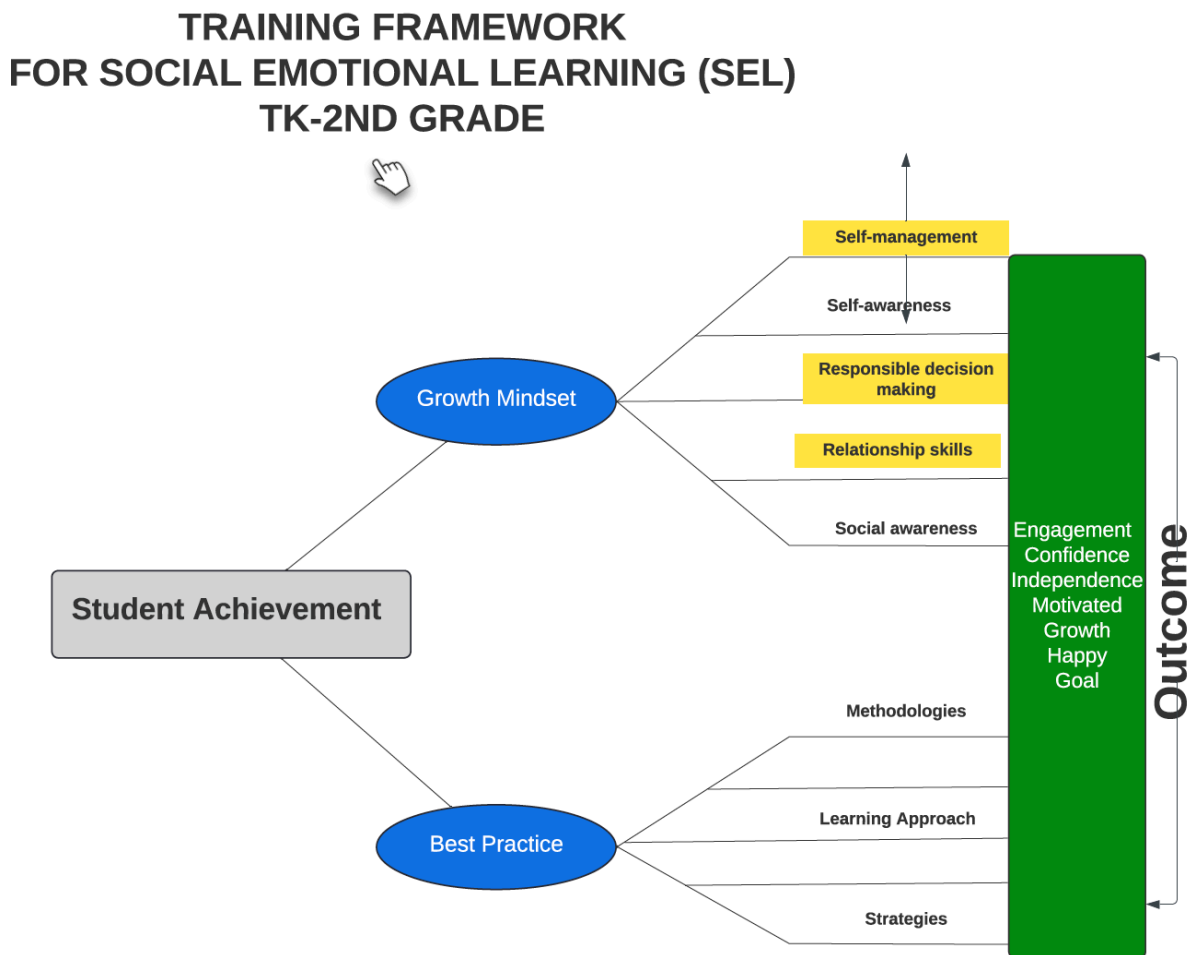 TRAINING FRAMEWORK
FOR SOCIAL EMOTIONAL LEARNING (SEL)
TK-2ND GRADE
Self-management
Self-awareness
Responsible decision
making
Growth Mindset
Relationship skills
Social awareness
Engagement
Confidence
Independence
Motivated
Growth
Happy
Goal
Outcome
Student Achievement
Methodologies
Learning Approach
Best Practice
Strategies